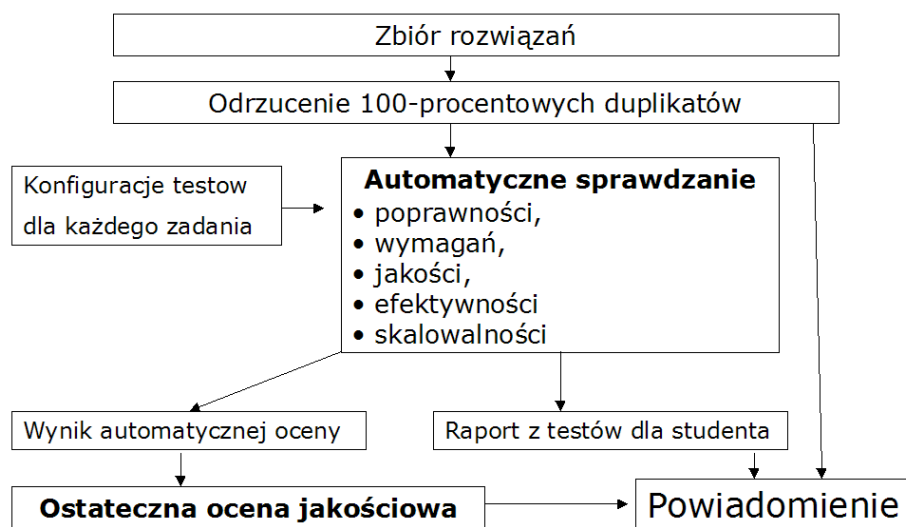 Zbiór rozwiązań
Odrzucenie 100-procentowych duplikatów
Konfiguracje testow
dla każdego zadania
Automatyczne sprawdzanie
• poprawności,
• wymagań,
• jakości,
• efektywności
• skalowalności
Wynik automatycznej oceny
Raport z testów dla studenta
Ostateczna ocena jakościowa
Powiadomienie